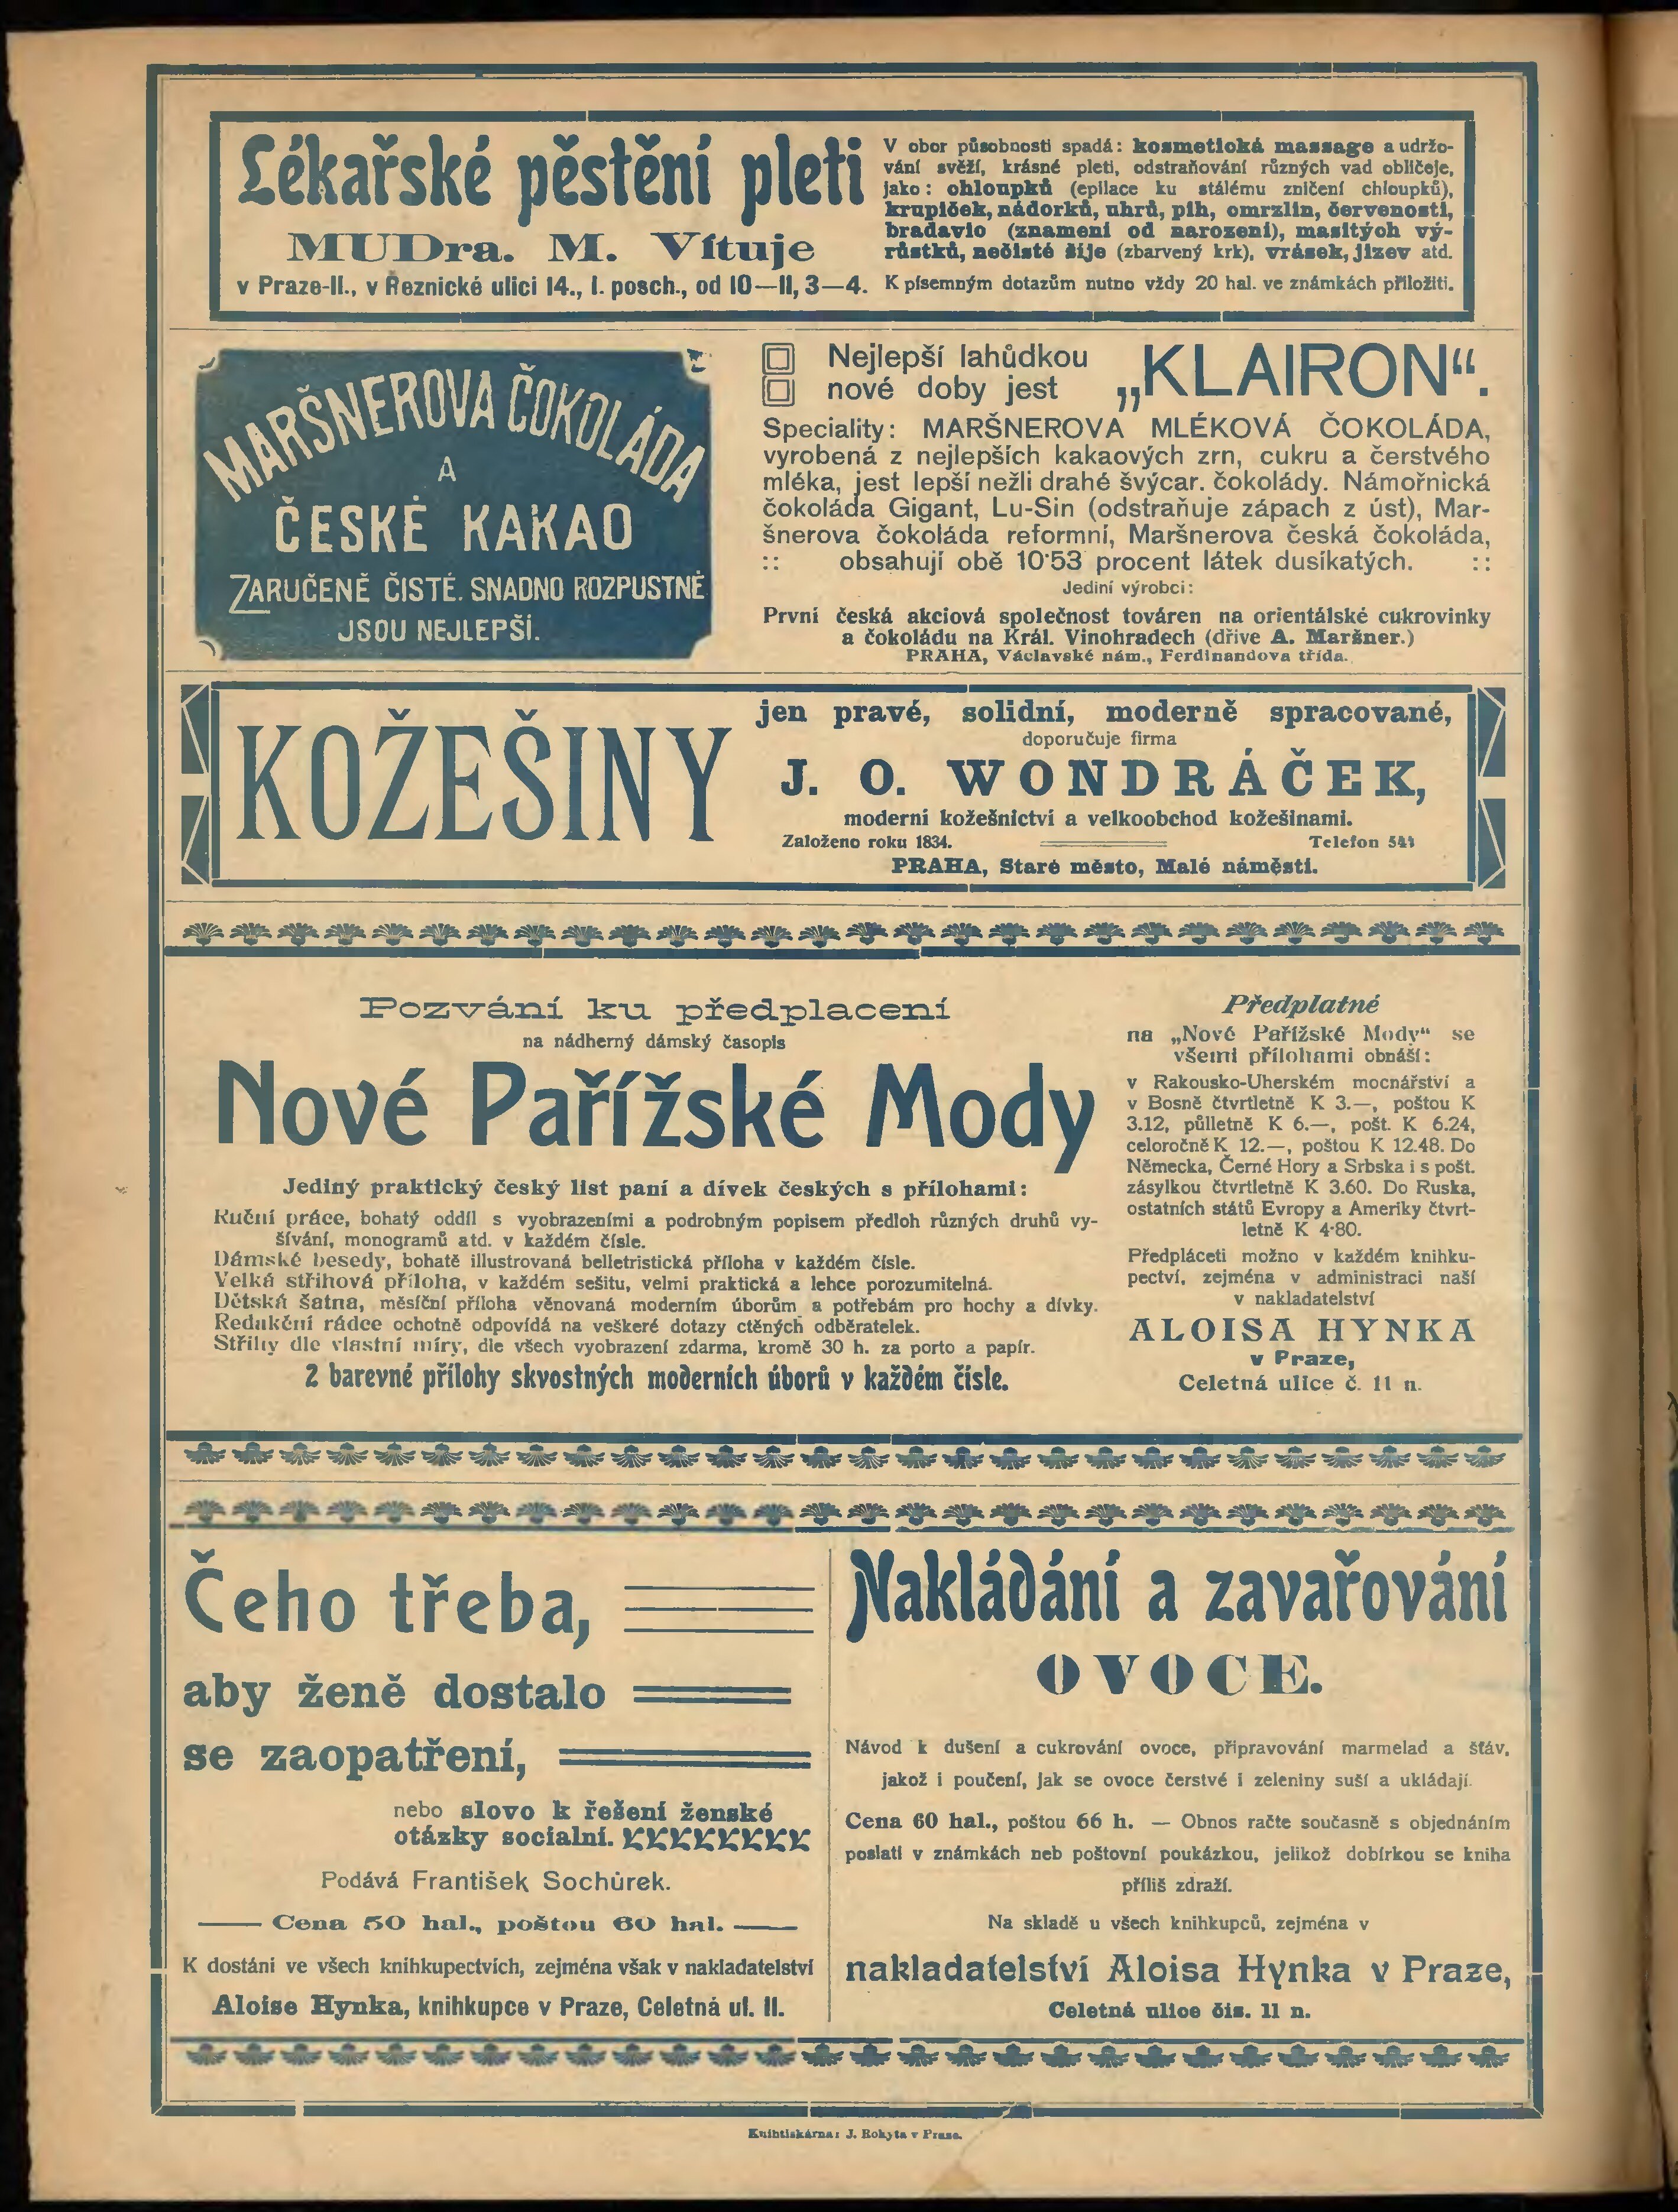 Lékařské pěstění pleti
MUDra. M. Vítuje
v Praze-II., v Řeznické ulici 14., I. posch., od 10—11, 3—4.
V obor působnosti spadá: kosmetická massage a udržo-
vání svěží, krásné pleti, odstraňování různých vad obličeje,
jako: chloupků (epilace ku stálému zničení chloupků),
krupiček, nádorků, uhrů, pih, omrzlin, červenosti,
bradavic (znamení od narození), masitých vý-
růstků, nečisté šije (zbarvený krk), vrásek, jizev atd.
K písemným dotazům nutno vždy 20 hal. ve známkách přiložiti.
MARŠNEROVA ČOKOLÁDA
A
ČESKÉ KAKAO
ZARUČENĚ ČISTÉ. SNADNO ROZPUSTNÉ
JSOU NEJLEPŠÍ.
Nejlepší lahůdkou
nové doby jest
„KLAIRON“.
Speciality: MARŠNEROVA MLÉKOVÁ ČOKOLÁDA,
vyrobená z nejlepších kakaových zrn, cukru a čerstvého
mléka, jest lepší nežli drahé švýcar. čokolády. Námořnická
čokoláda Gigant, Lu-Sin (odstraňuje zápach z úst), Mar-
šnerova čokoláda reformní, Maršnerova česká čokoláda,
:: obsahují obě 10·53 procent látek dusíkatých. ::
Jediní výrobci:
První česká akciová společnost továren na orientálské cukrovinky
a čokoládu na Král. Vinohradech (dříve A. Maršner.)
PRAHA, Václavské nám., Ferdinandova třída.
KOŽEŠINY
jen pravé, solidní, moderně spracované,
doporučuje firma
J. O. WONDRÁČEK,
moderní kožešnictví a velkoobchod kožešinami.
Založeno roku 1834. Telefon
PRAHA, Staré město, Malé náměstí.
Pozvání ku předplacení
na nádherný dámský časopis
Nové Pařížské Mody
Jediný praktický český list paní a dívek českých s přílohami:
Ruční práce, bohatý oddíl s vyobrazeními a podrobným popisem předloh různých druhů vy-
šívání, monogramů atd. v každém čísle.
Dámské besedy, bohatě illustrovaná belletristická příloha v každém čísle.
Velká střihová příloha, v každém sešitu, velmi praktická a lehce porozumitelná.
Dětská šatna, měsíční příloha věnovaná moderním úborům a potřebám pro hochy a dívky.
Redakční rádce ochotně odpovídá na veškeré dotazy ctěných odběratelek.
Střihy dle vlastní míry, dle všech vyobrazení zdarma, kromě 30 h. za porto a papír.
2 barevné přílohy skvostných moderních úborů v každém čísle.
Předplatné
na „Nové Pařížské Mody“ se
všemi přílohami obnáší:
v Rakousko-Uherském mocnářství a
v Bosně čtvrtletně K 3.—, poštou K
3.12, půlletně K 6.—, pošt. K 6.24,
celoročně K 12.—, poštou K 12.48. Do
Německa, Černé Hory a Srbska i s pošt.
zásylkou čtvrtletně K 3.60. Do Ruska,
ostatních států Evropy a Ameriky čtvrt-
letně K 4·80.
Předpláceti možno v každém knihku-
pectví, zejména v administraci naší
v nakladatelství
ALOISA HYNKA
v Praze,
Celetná ulice č. 11 n.
Čeho třeba,
aby ženě dostalo
se zaopatření,
nebo slovo k řešení ženské
otázky socialní.
Podává František Sochůrek.
Cena 50 hal., poštou 60 hal.
K dostání ve všech knihkupectvích, zejména však v nakladatelství
Aloise Hynka, knihkupce v Praze, Celetná ul. 11.
Nakládání a zavařování
OVOCE.
Návod k dušení a cukrování ovoce, připravování marmelad a šťáv,
jakož i poučení, jak se ovoce čerstvé i zeleniny suší a ukládají.
Cena 60 hal., poštou 66 h. — Obnos račte současně s objednáním
poslati v známkách neb poštovní poukázkou, jelikož dobírkou se kniha
příliš zdraží.
Na skladě u všech knihkupců, zejména v
nakladatelství Aloisa Hynka v Praze,
Celetná ulice čís. 11 n.
Knihtiskárna: J. Rokyta v Praze.